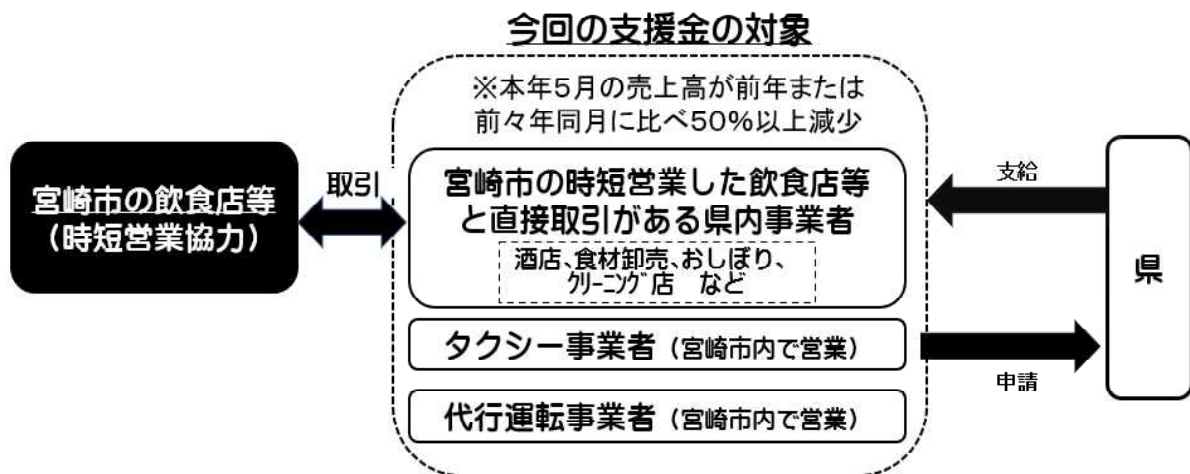 今回の支援金の対象
※本年5月の売上高が前年または
前々年同月に比べ50%以上減少
宮崎市の飲食店等
(時短営業協力)
取引
宮崎市の時短営業した飲食店等
と直接取引がある県内事業者
酒店、食材卸売、おしぼり、
クリーニング店　など
タクシー事業者(宮崎市内で営業)
代行運転事業者(宮崎市内で営業)
支給
申請
県